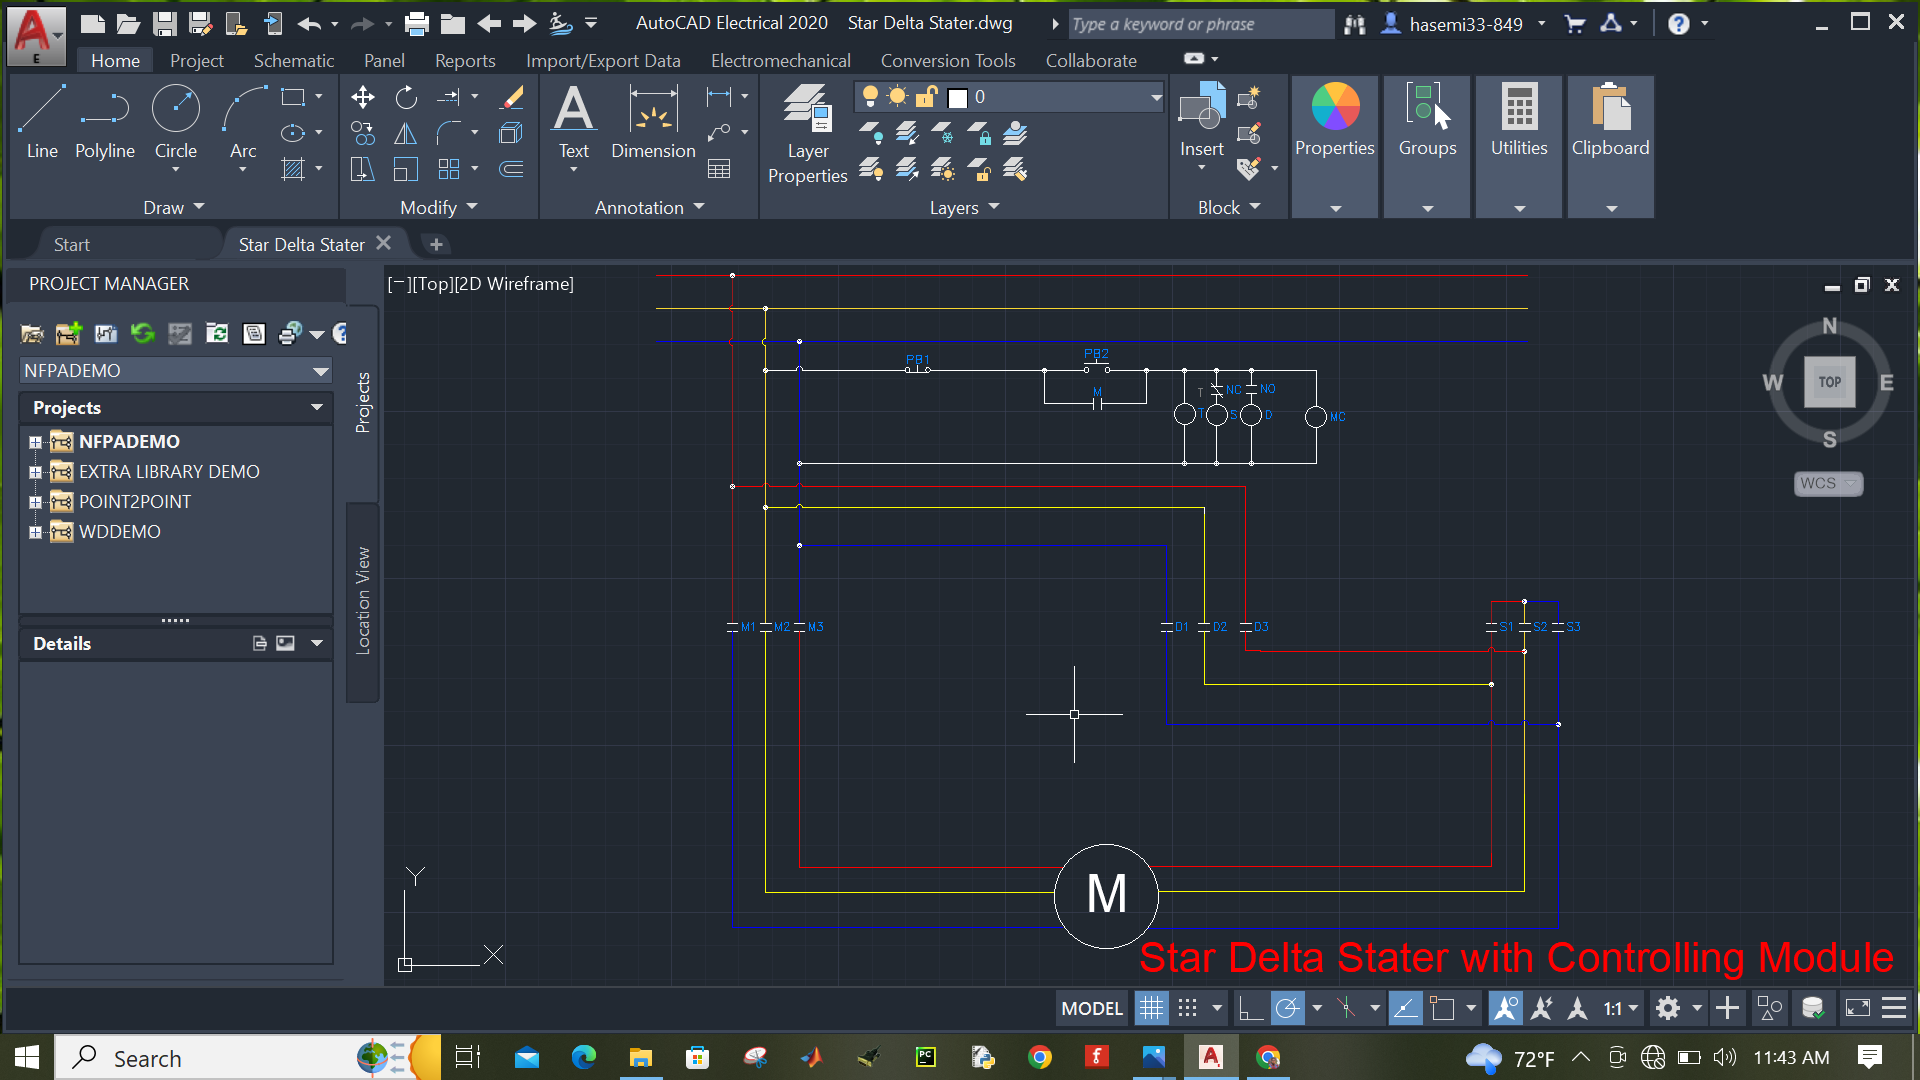 AutoCAD Electrical 2020 Star Delta Stater.dwg Type a keyword or phrase hasemi33-849
E
Home Project Schematic Panel Reports Import/Export Data Electromechanical Conversion Tools Collaborate
0
Line Polyline Circle Arc Text Dimension Layer Properties Insert Properties Groups Utilities Clipboard
Draw Modify Annotation Layers Block
Start Star Delta Stater
PROJECT MANAGER
NFPADEMO
Projects
NFPADEMO
EXTRA LIBRARY DEMO
POINT2POINT
WDDEMO
Details
Projects
Location View
[−][Top][2D Wireframe]
N
W TOP E
S
WCS
PB1 PB2
M
T NC NO
T S D MC
M1 M2 M3 D1 D2 D3 S1 S2 S3
M
Y
X
Star Delta Stater with Controlling Module
MODEL 1:1
Search PC 72°F 11:43 AM